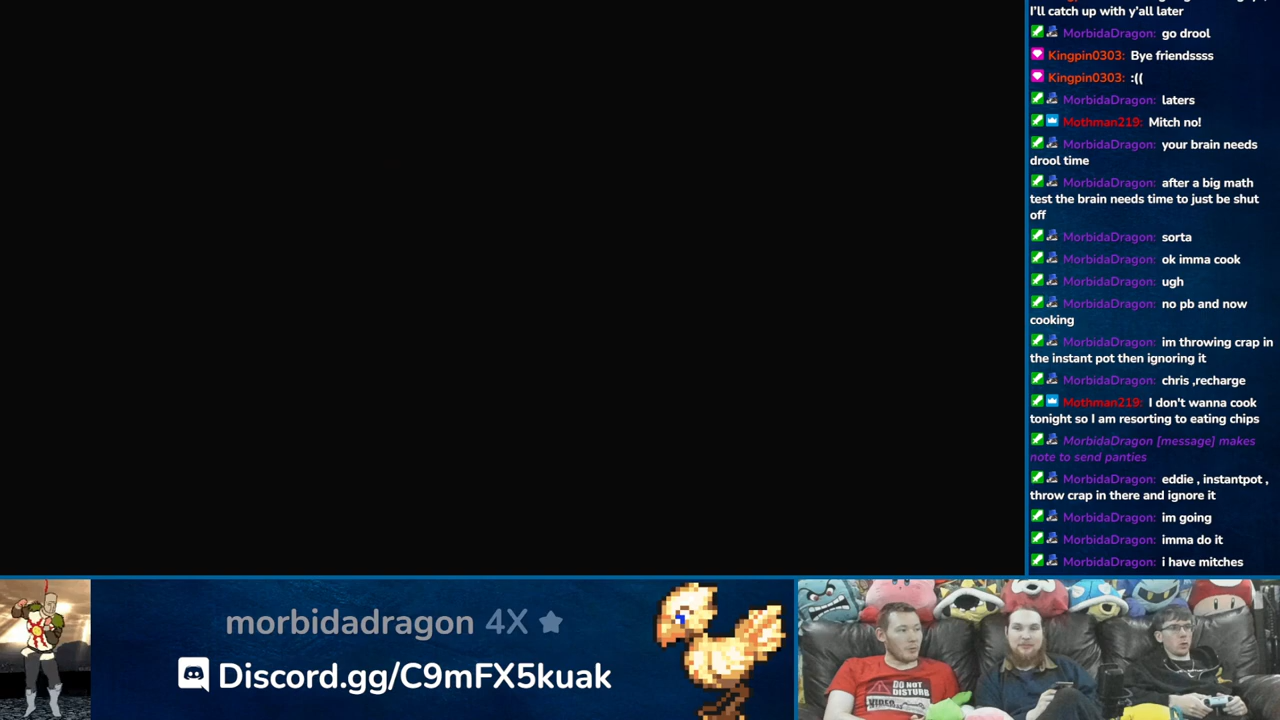 I'll catch up with y'all later
MorbidaDragon: go drool
Kingpin0303: Bye friendssss
Kingpin0303: :((
MorbidaDragon: laters
Mothman219: Mitch no!
MorbidaDragon: your brain needs
drool time
MorbidaDragon: after a big math
test the brain needs time to just be shut
off
MorbidaDragon: sorta
MorbidaDragon: ok imma cook
MorbidaDragon: ugh
MorbidaDragon: no pb and now
cooking
MorbidaDragon: im throwing crap in
the instant pot then ignoring it
MorbidaDragon: chris ,recharge
Mothman219: I don't wanna cook
tonight so I am resorting to eating chips
MorbidaDragon [message] makes
note to send panties
MorbidaDragon: eddie , instantpot ,
throw crap in there and ignore it
MorbidaDragon: im going
MorbidaDragon: imma do it
MorbidaDragon: i have mitches
morbidadragon 4X
Discord.gg/C9mFX5kuak
DO NOT
DISTURB
VIDEO